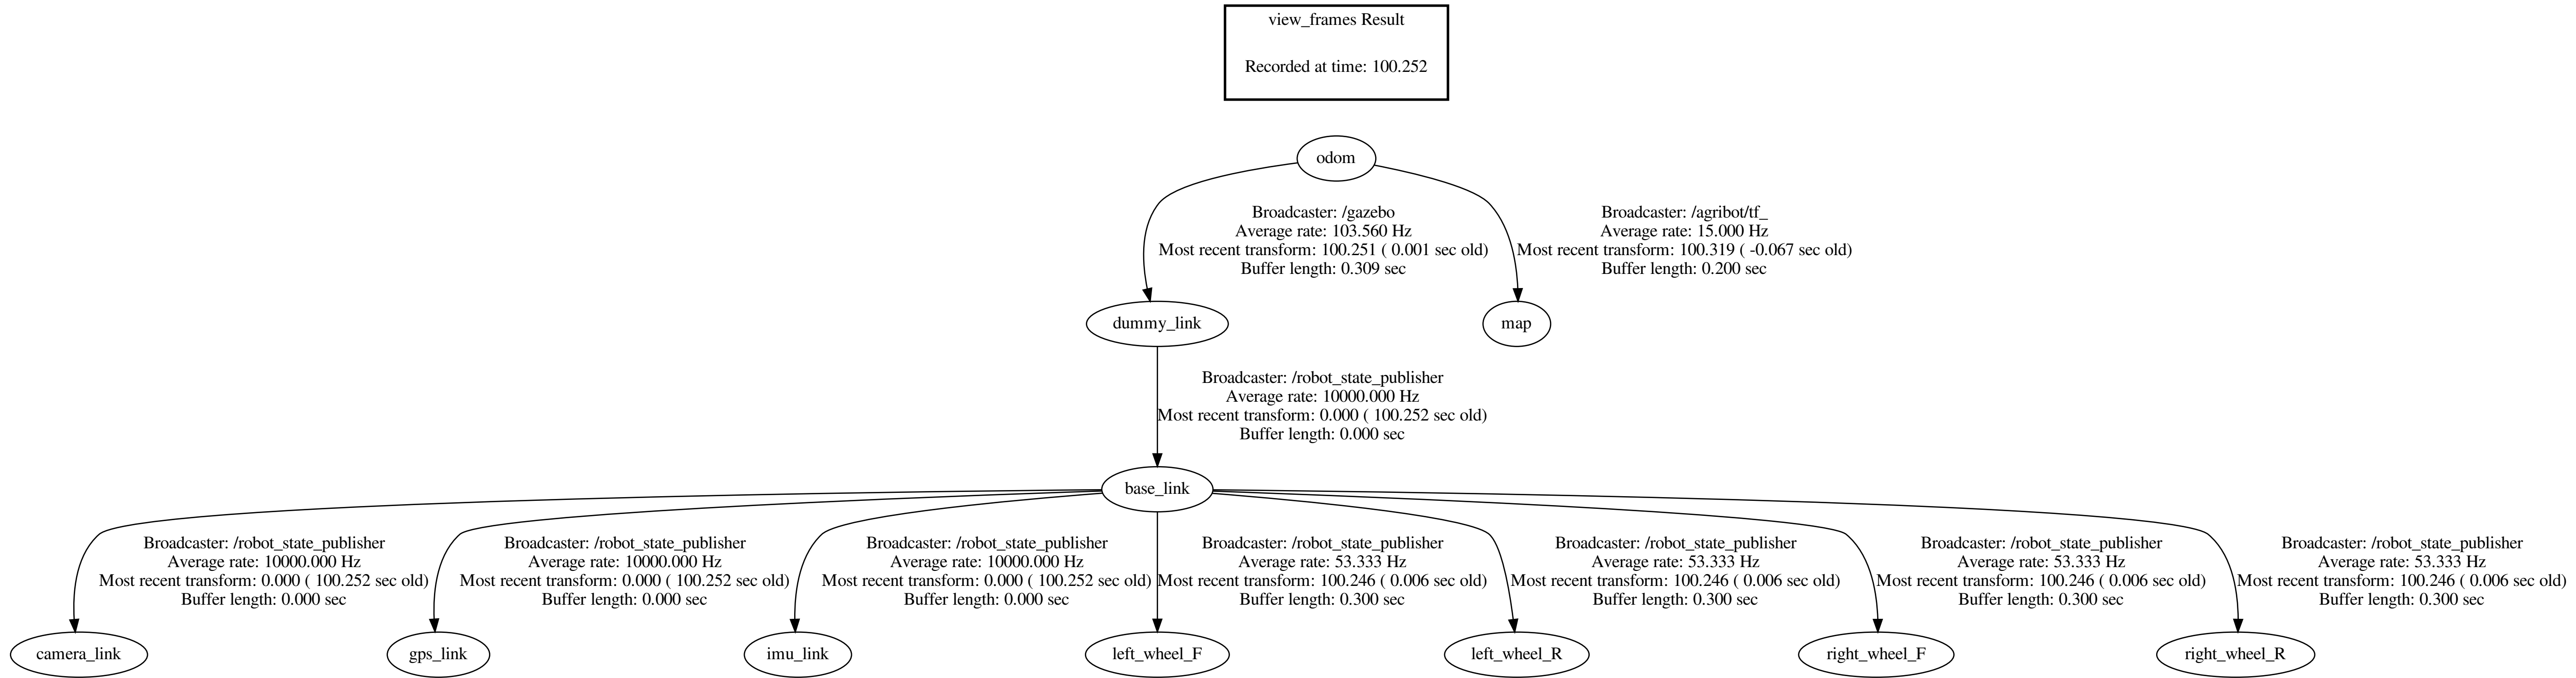 view_frames Result
Recorded at time: 100.252
odom
Broadcaster: /gazebo
Average rate: 103.560 Hz
Most recent transform: 100.251 ( 0.001 sec old)
Buffer length: 0.309 sec
Broadcaster: /agribot/tf_
Average rate: 15.000 Hz
Most recent transform: 100.319 ( -0.067 sec old)
Buffer length: 0.200 sec
dummy_link
map
Broadcaster: /robot_state_publisher
Average rate: 10000.000 Hz
Most recent transform: 0.000 ( 100.252 sec old)
Buffer length: 0.000 sec
base_link
Broadcaster: /robot_state_publisher
Average rate: 10000.000 Hz
Most recent transform: 0.000 ( 100.252 sec old)
Buffer length: 0.000 sec
Broadcaster: /robot_state_publisher
Average rate: 10000.000 Hz
Most recent transform: 0.000 ( 100.252 sec old)
Buffer length: 0.000 sec
Broadcaster: /robot_state_publisher
Average rate: 10000.000 Hz
Most recent transform: 0.000 ( 100.252 sec old)
Buffer length: 0.000 sec
Broadcaster: /robot_state_publisher
Average rate: 53.333 Hz
Most recent transform: 100.246 ( 0.006 sec old)
Buffer length: 0.300 sec
Broadcaster: /robot_state_publisher
Average rate: 53.333 Hz
Most recent transform: 100.246 ( 0.006 sec old)
Buffer length: 0.300 sec
Broadcaster: /robot_state_publisher
Average rate: 53.333 Hz
Most recent transform: 100.246 ( 0.006 sec old)
Buffer length: 0.300 sec
Broadcaster: /robot_state_publisher
Average rate: 53.333 Hz
Most recent transform: 100.246 ( 0.006 sec old)
Buffer length: 0.300 sec
camera_link
gps_link
imu_link
left_wheel_F
left_wheel_R
right_wheel_F
right_wheel_R